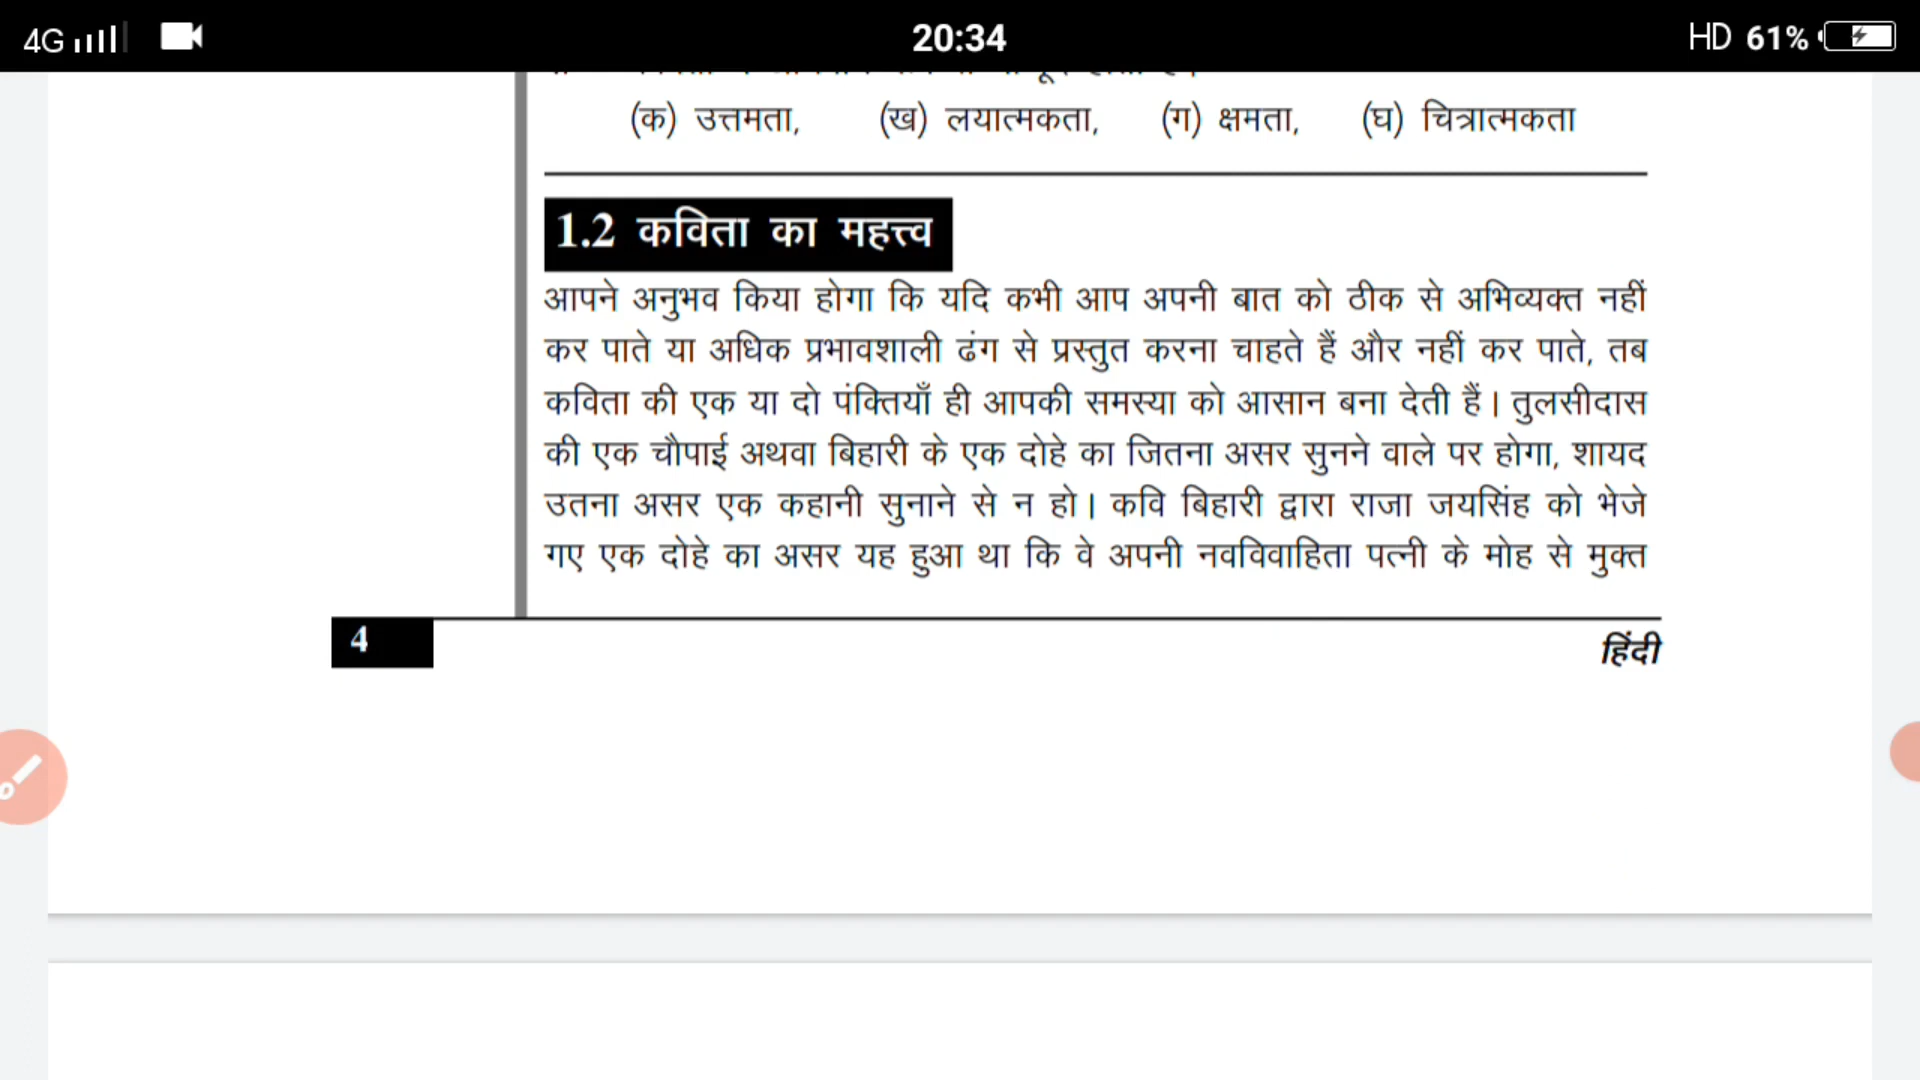 4G 20:34 HD 61%
(क) उत्तमता, (ख) लयात्मकता, (ग) क्षमता, (घ) चित्रात्मकता
1.2 कविता का महत्त्व
आपने अनुभव किया होगा कि यदि कभी आप अपनी बात को ठीक से अभिव्यक्त नहीं
कर पाते या अधिक प्रभावशाली ढंग से प्रस्तुत करना चाहते हैं और नहीं कर पाते, तब
कविता की एक या दो पंक्तियाँ ही आपकी समस्या को आसान बना देती हैं। तुलसीदास
की एक चौपाई अथवा बिहारी के एक दोहे का जितना असर सुनने वाले पर होगा, शायद
उतना असर एक कहानी सुनाने से न हो। कवि बिहारी द्वारा राजा जयसिंह को भेजे
गए एक दोहे का असर यह हुआ था कि वे अपनी नवविवाहिता पत्नी के मोह से मुक्त
4
हिंदी